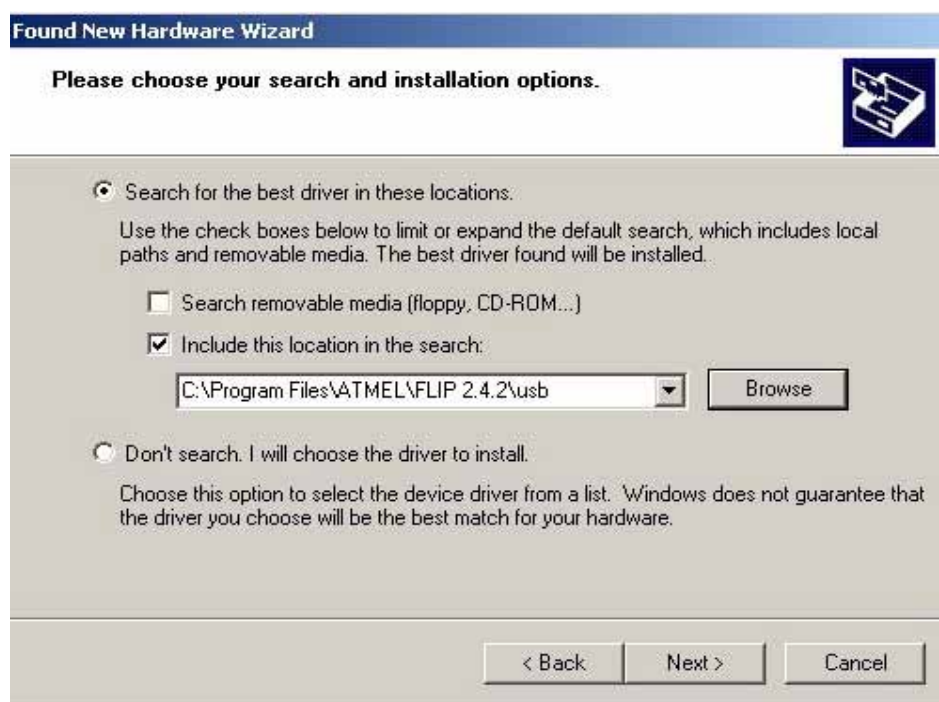 Found New Hardware Wizard
Please choose your search and installation options.
Search for the best driver in these locations.
Use the check boxes below to limit or expand the default search, which includes local
paths and removable media. The best driver found will be installed.
Search removable media (floppy, CD-ROM...)
Include this location in the search:
C:\Program Files\ATMEL\FLIP 2.4.2\usb
Browse
Don't search. I will choose the driver to install.
Choose this option to select the device driver from a list. Windows does not guarantee that
the driver you choose will be the best match for your hardware.
< Back Next > Cancel